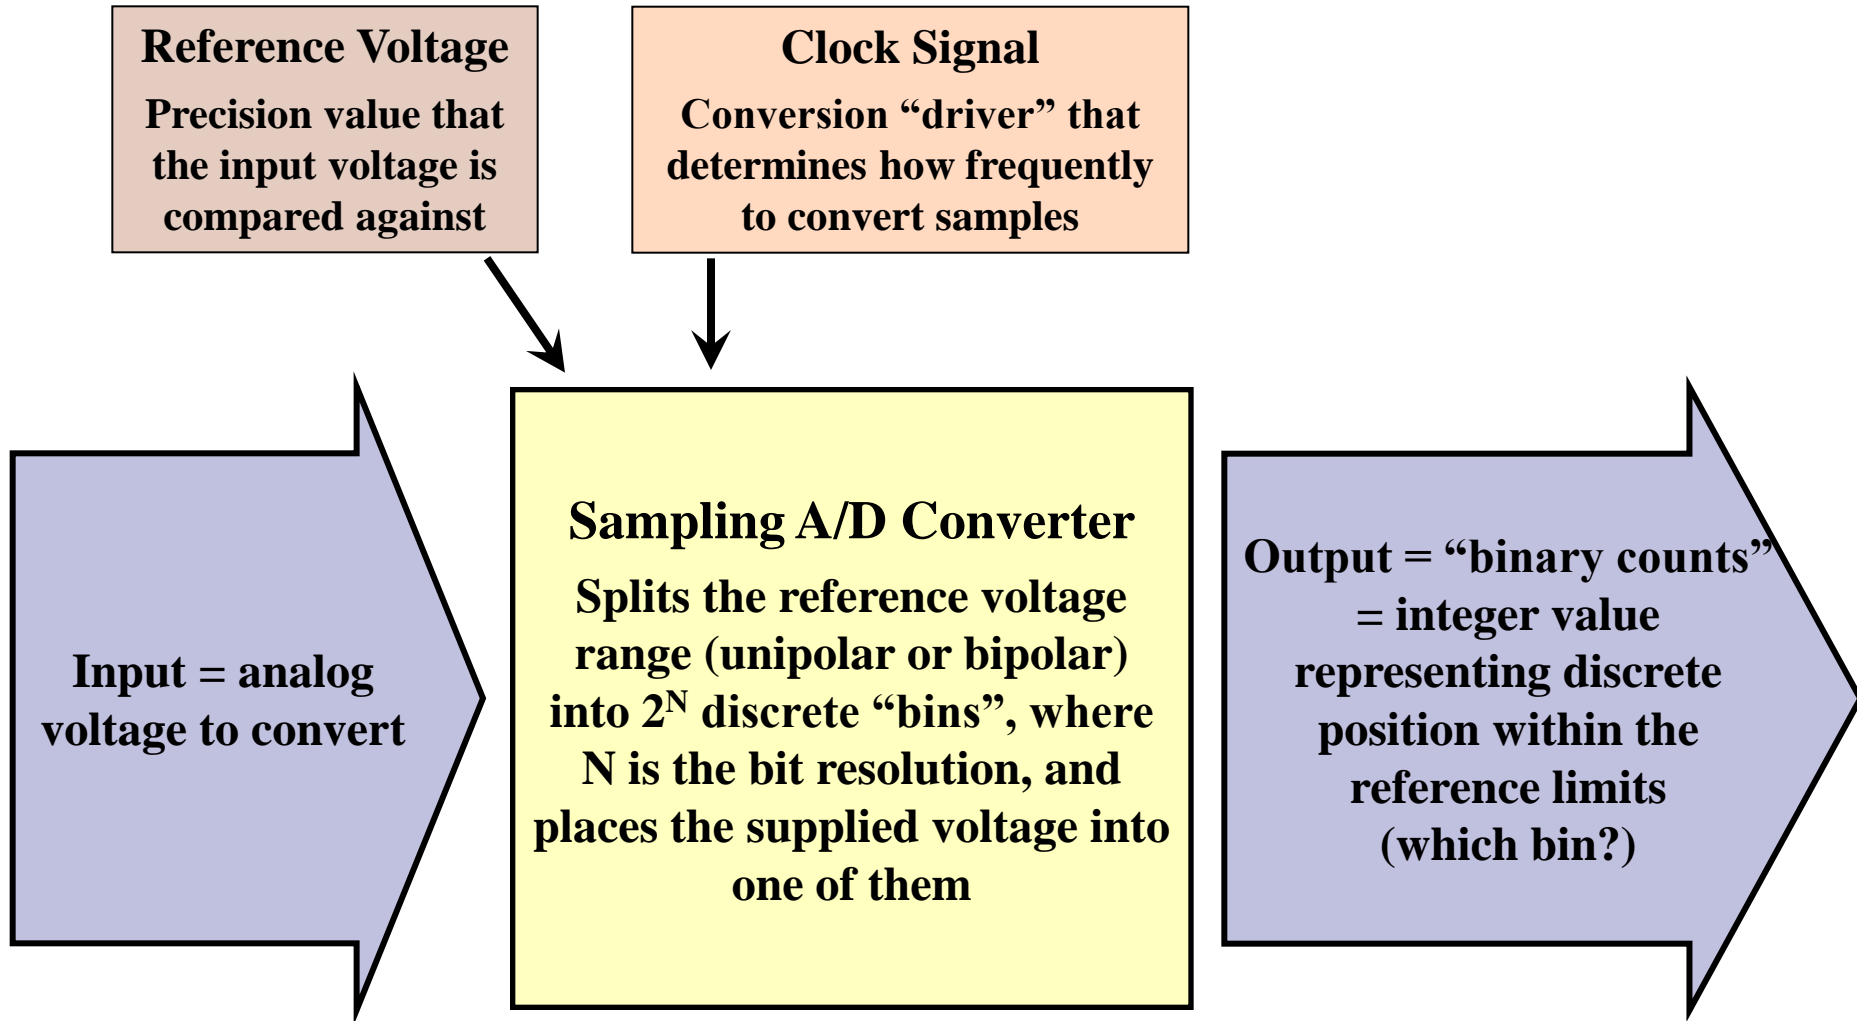 Reference Voltage
Precision value that
the input voltage is
compared against
Clock Signal
Conversion “driver” that
determines how frequently
to convert samples
Input = analog
voltage to convert
Sampling A/D Converter
Splits the reference voltage
range (unipolar or bipolar)
into 2ᴺ discrete “bins”, where
N is the bit resolution, and
places the supplied voltage into
one of them
Output = “binary counts”
= integer value
representing discrete
position within the
reference limits
(which bin?)